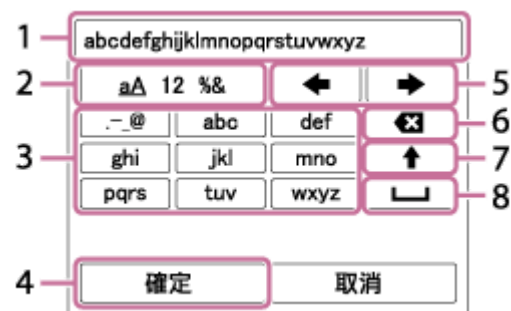 1 abcdefghijklmnopqrstuvwxyz
2 aA 12 %& 5
.-_@ abc def 6
3 ghi jkl mno 7
pqrs tuv wxyz 8
4 確定 取消